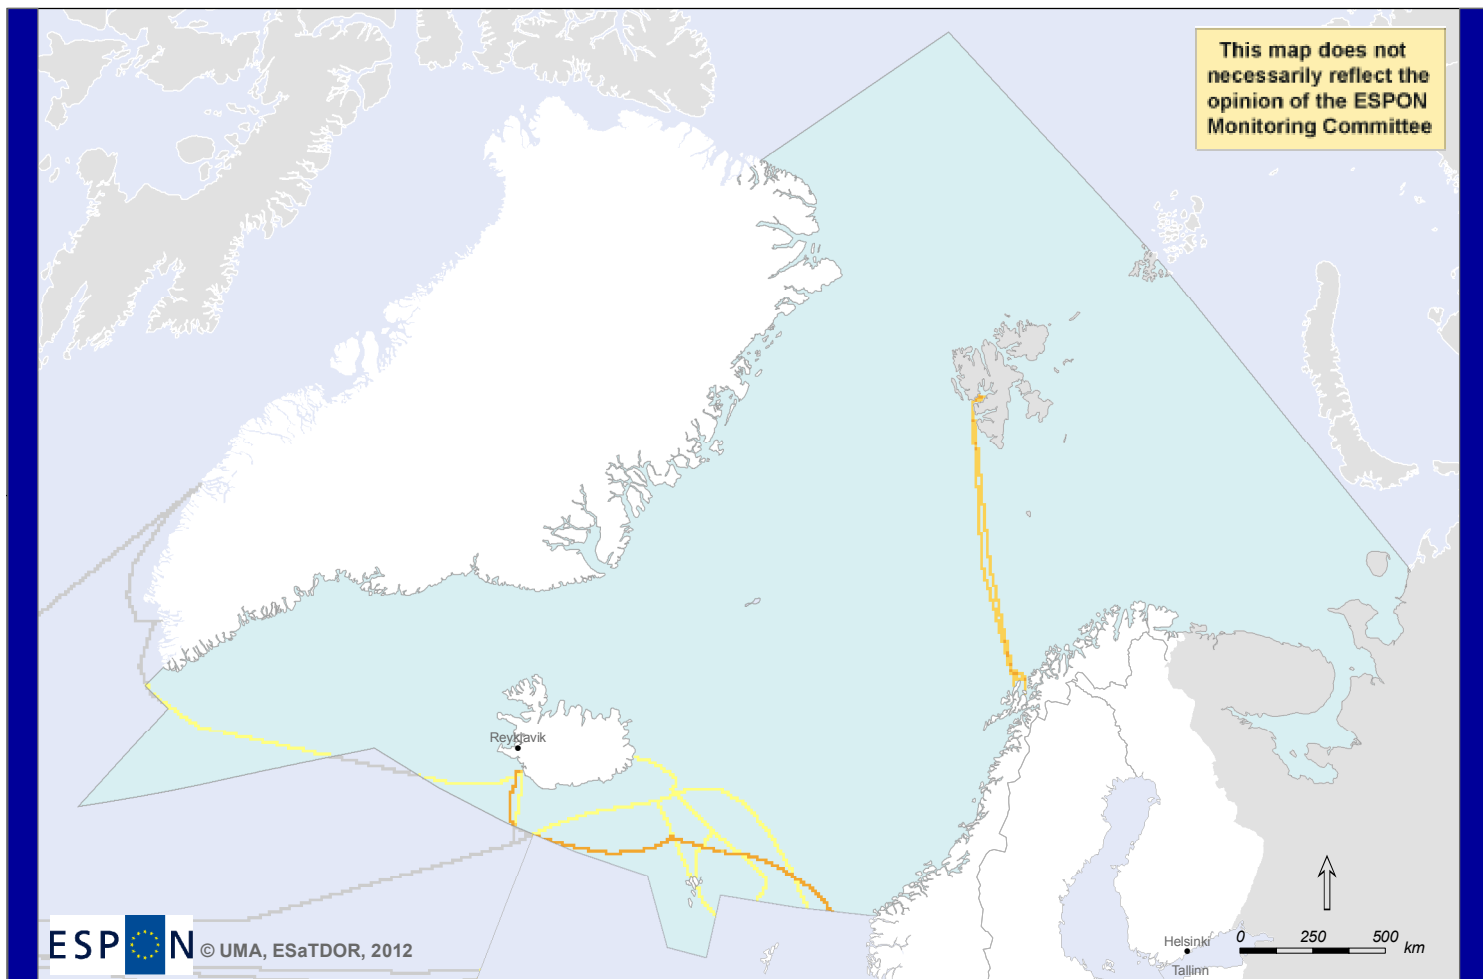 This map does not
necessarily reflect the
opinion of the ESPON
Monitoring Committee
Reykjavik
ESPON © UMA, ESaTDOR, 2012
Helsinki
Tallinn
0 250 500 km